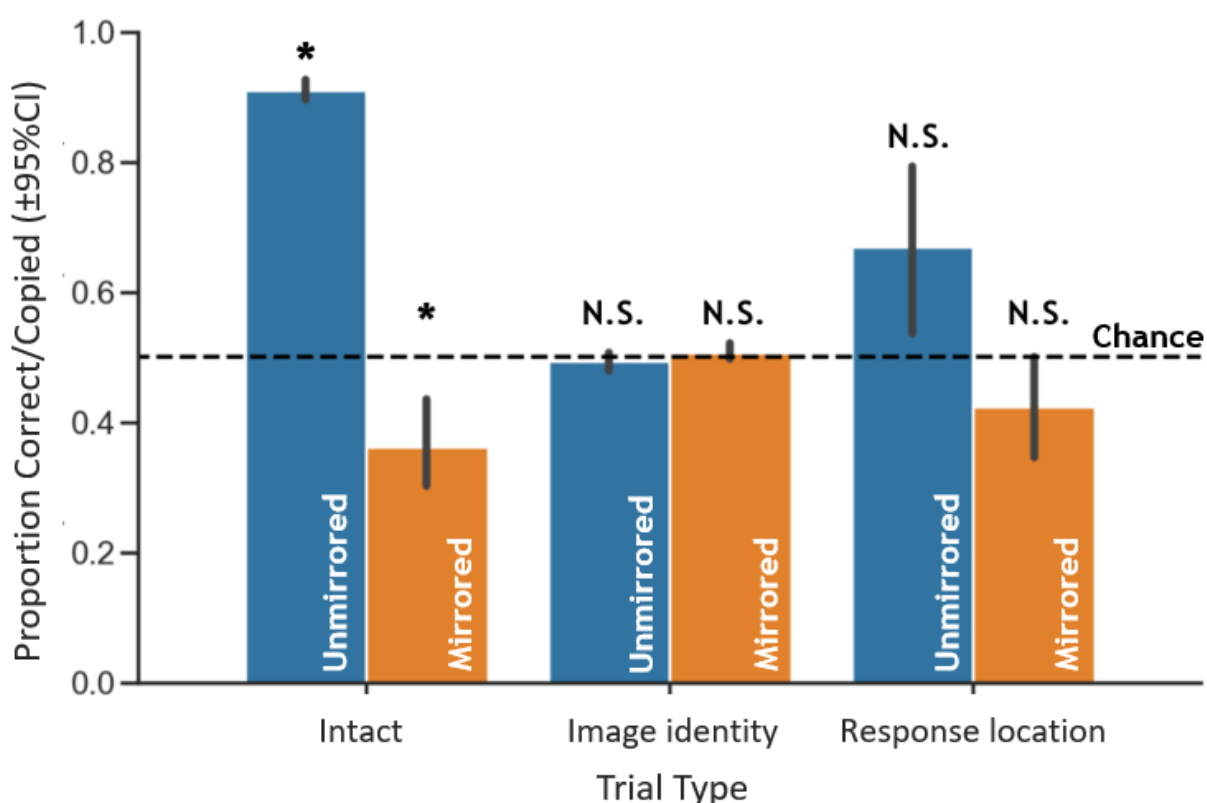 Proportion Correct/Copied (±95%CI)
1.0
0.8
0.6
0.4
0.2
0.0
*
*
N.S.
N.S.
N.S.
N.S.
Chance
Unmirrored
Mirrored
Unmirrored
Mirrored
Unmirrored
Mirrored
Intact
Image identity
Response location
Trial Type